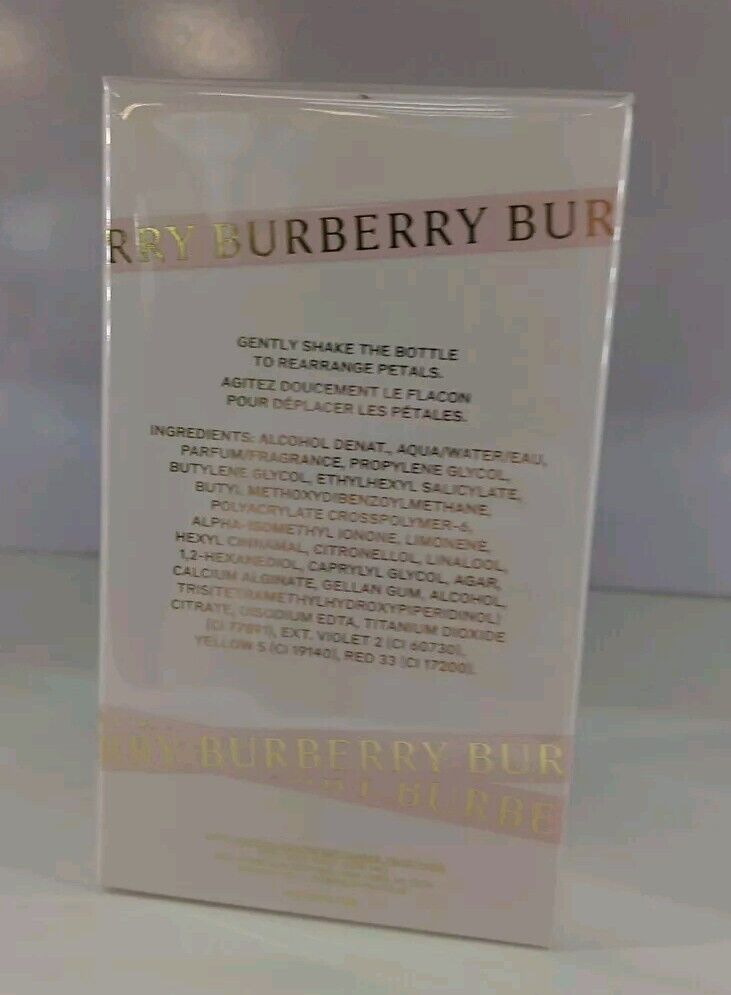 RRY BURBERRY BUR
GENTLY SHAKE THE BOTTLE
TO REARRANGE PETALS.
AGITEZ DOUCEMENT LE FLACON
POUR DÉPLACER LES PÉTALES.
INGREDIENTS: ALCOHOL DENAT., AQUA/WATER/EAU,
PARFUM/FRAGRANCE, PROPYLENE GLYCOL,
BUTYLENE GLYCOL, ETHYLHEXYL SALICYLATE,
BUTYL METHOXYDIBENZOYLMETHANE,
POLYACRYLATE CROSSPOLYMER-6,
ALPHA-ISOMETHYL IONONE, LIMONENE,
HEXYL CINNAMAL, CITRONELLOL, LINALOOL,
1,2-HEXANEDIOL, CAPRYLYL GLYCOL, AGAR,
CALCIUM ALGINATE, GELLAN GUM, ALCOHOL,
TRIS(TETRAMETHYLHYDROXYPIPERIDINOL)
CITRATE, DISODIUM EDTA, TITANIUM DIOXIDE
(CI 77891), EXT. VIOLET 2 (CI 60730),
YELLOW 5 (CI 19140), RED 33 (CI 17200).
RRY BURBERRY BUR
BURBE